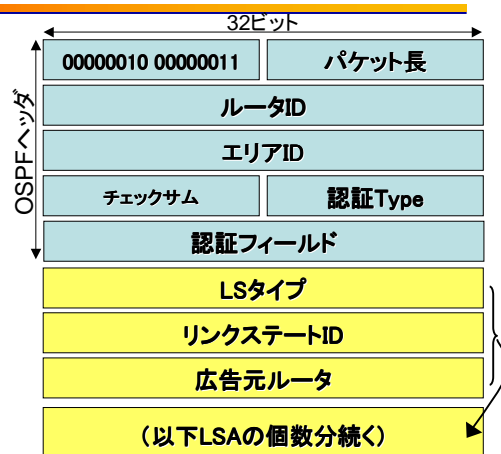 32ビット
OSPFヘッダ
00000010 00000011 パケット長
ルータID
エリアID
チェックサム 認証Type
認証フィールド
LSタイプ
リンクステートID
広告元ルータ
（以下LSAの個数分続く）